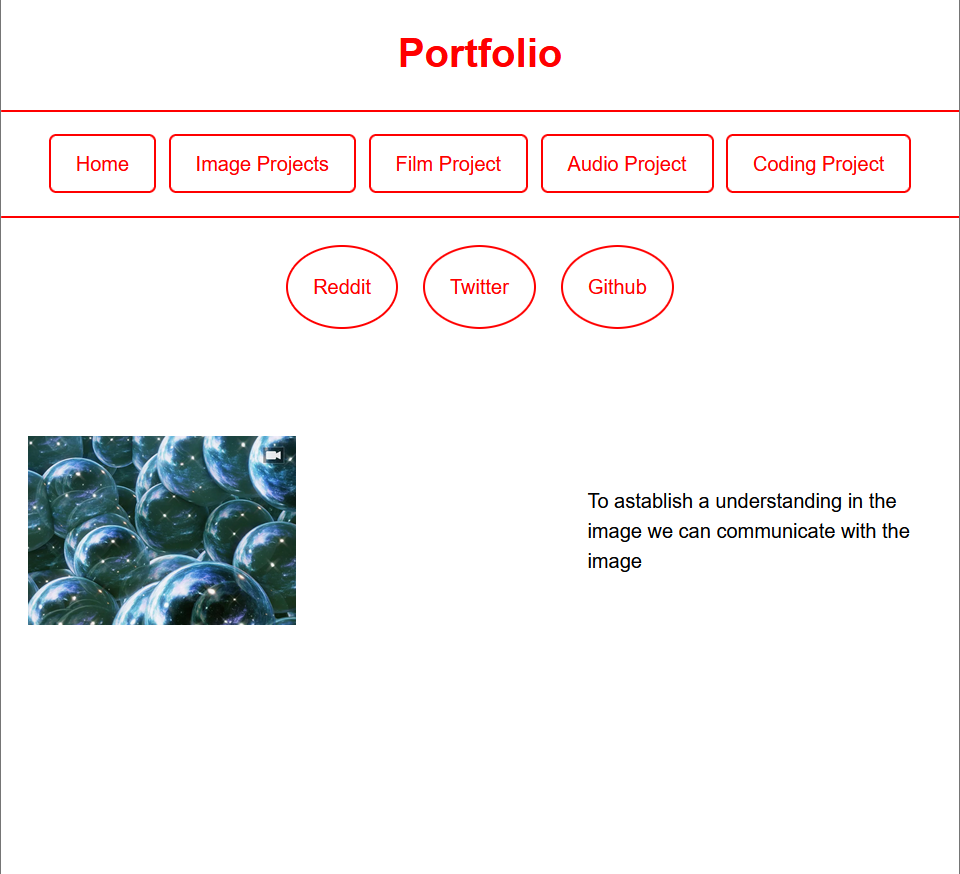 Portfolio
Home Image Projects Film Project Audio Project Coding Project
Reddit Twitter Github
To astablish a understanding in the
image we can communicate with the
image